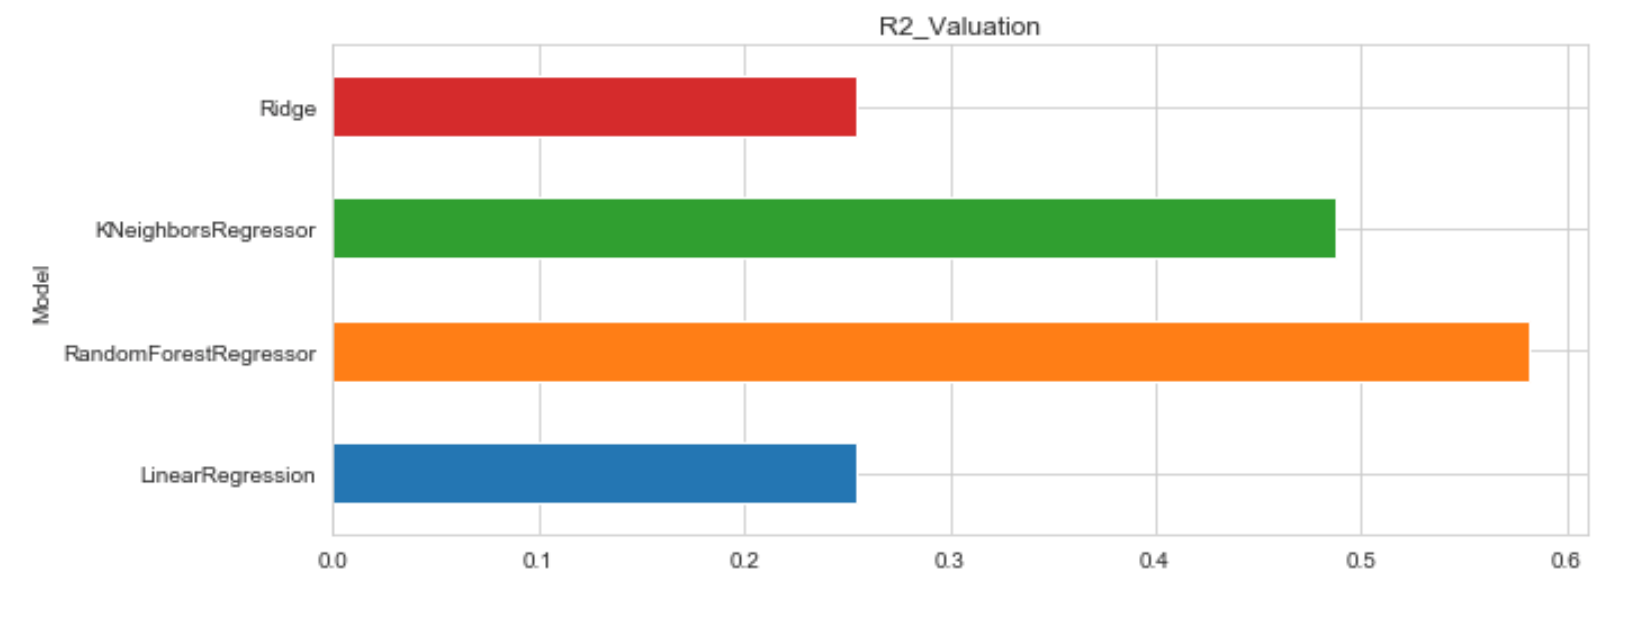 R2_Valuation
Ridge
KNeighborsRegressor
Model
RandomForestRegressor
LinearRegression
0.0 0.1 0.2 0.3 0.4 0.5 0.6